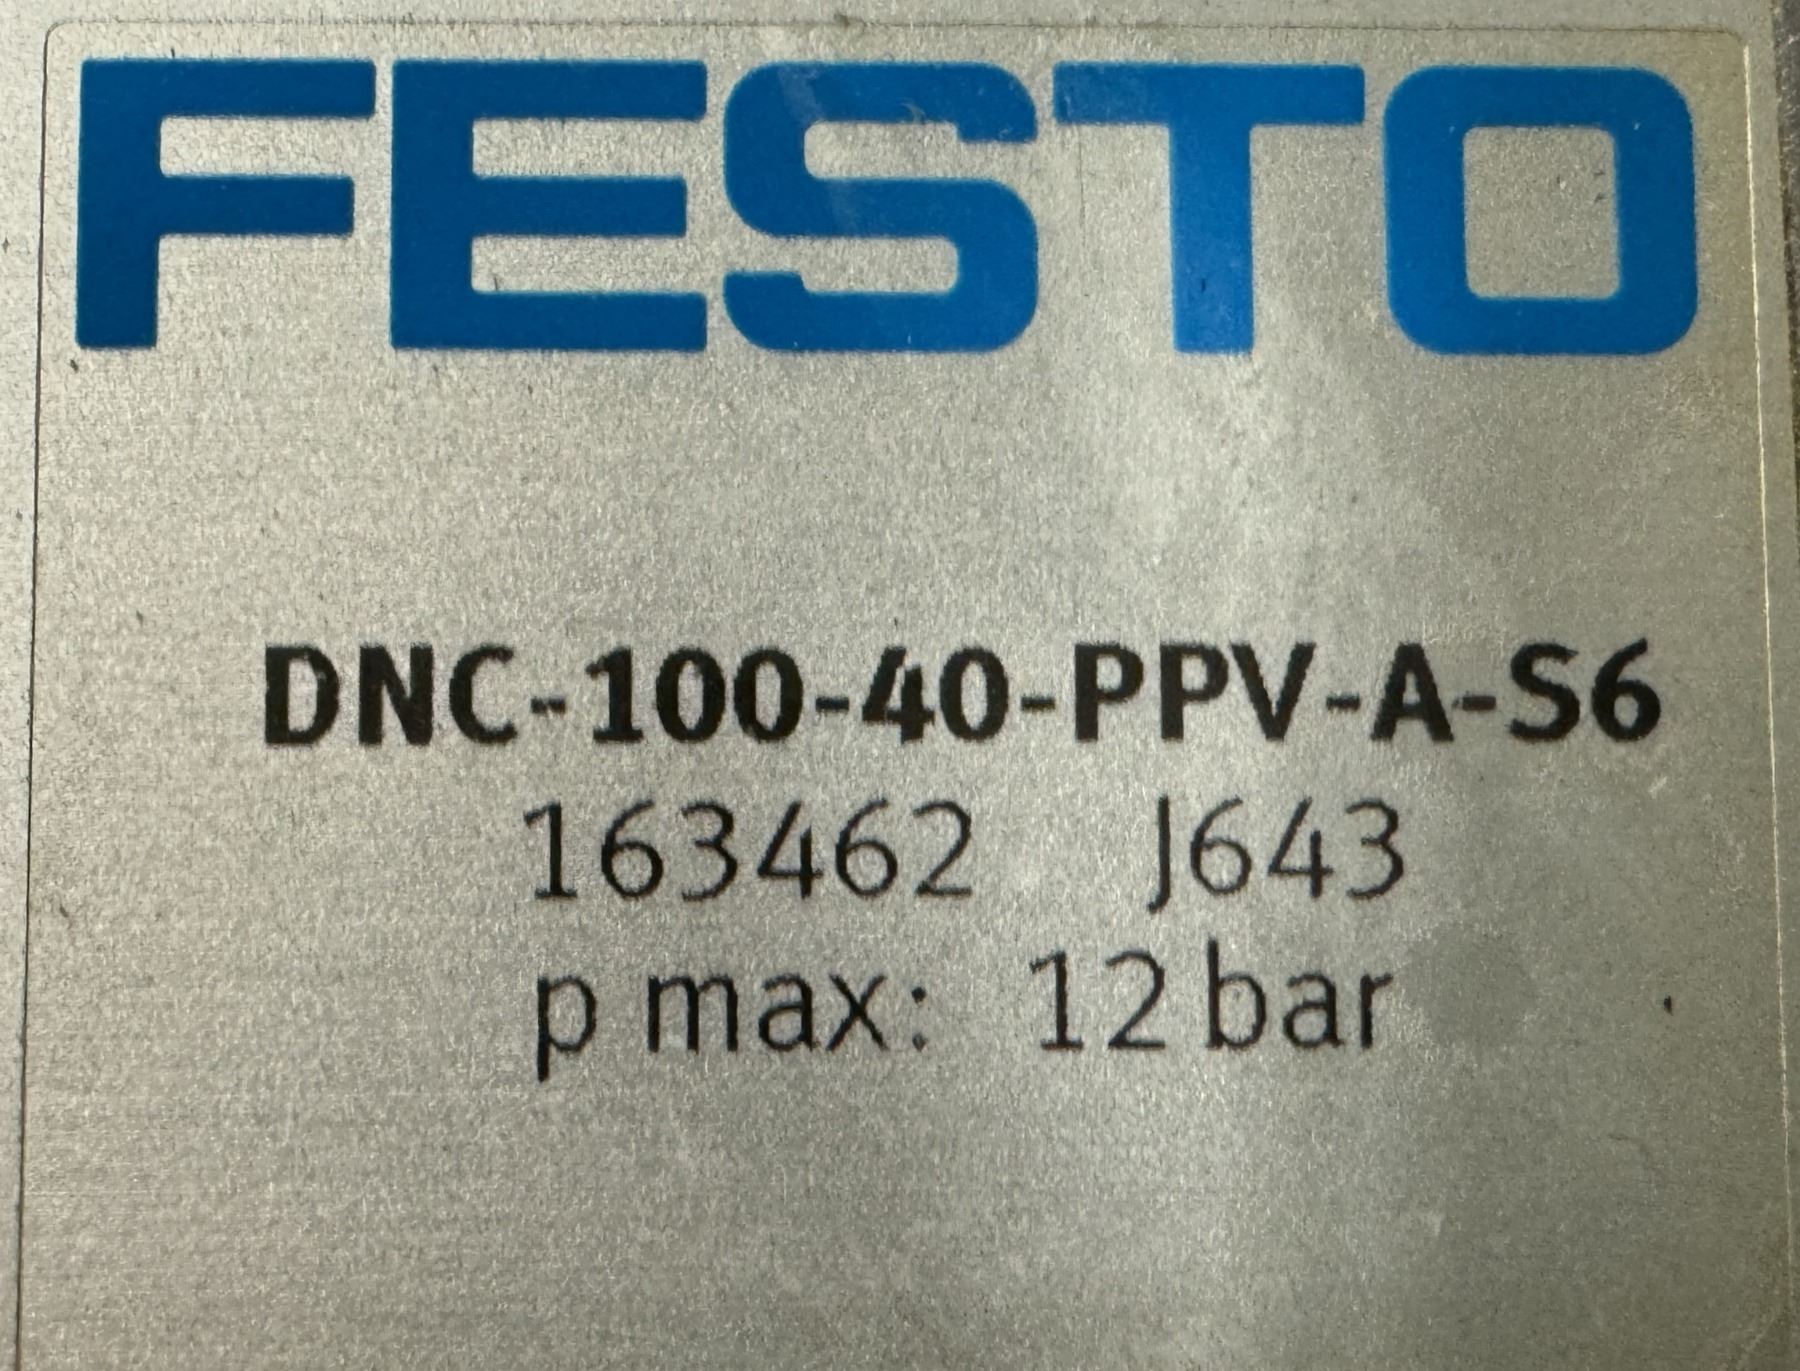 FESTO
DNC-100-40-PPV-A-S6
163462 J643
p max: 12 bar